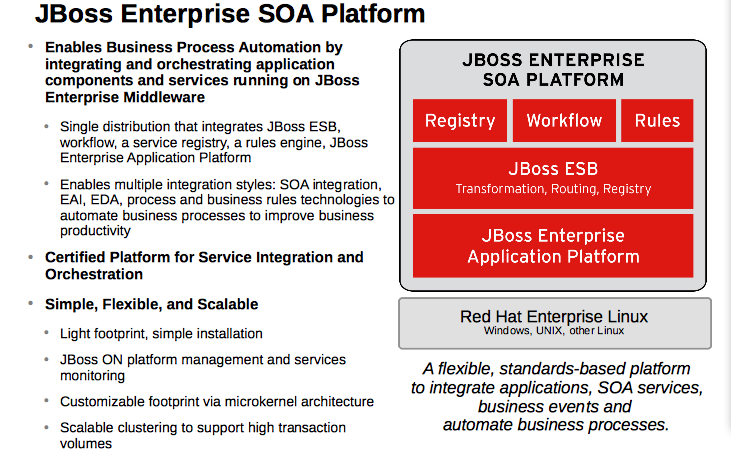 JBoss Enterprise SOA Platform
• Enables Business Process Automation by
integrating and orchestrating application
components and services running on JBoss
Enterprise Middleware
• Single distribution that integrates JBoss ESB,
workflow, a service registry, a rules engine, JBoss
Enterprise Application Platform
• Enables multiple integration styles: SOA integration,
EAI, EDA, process and business rules technologies to
automate business processes to improve business
productivity
• Certified Platform for Service Integration and
Orchestration
• Simple, Flexible, and Scalable
• Light footprint, simple installation
• JBoss ON platform management and services
monitoring
• Customizable footprint via microkernel architecture
• Scalable clustering to support high transaction
volumes
JBOSS ENTERPRISE
SOA PLATFORM
Registry
Workflow
Rules
JBoss ESB
Transformation, Routing, Registry
JBoss Enterprise
Application Platform
Red Hat Enterprise Linux
Windows, UNIX, other Linux
A flexible, standards-based platform
to integrate applications, SOA services,
business events and
automate business processes.